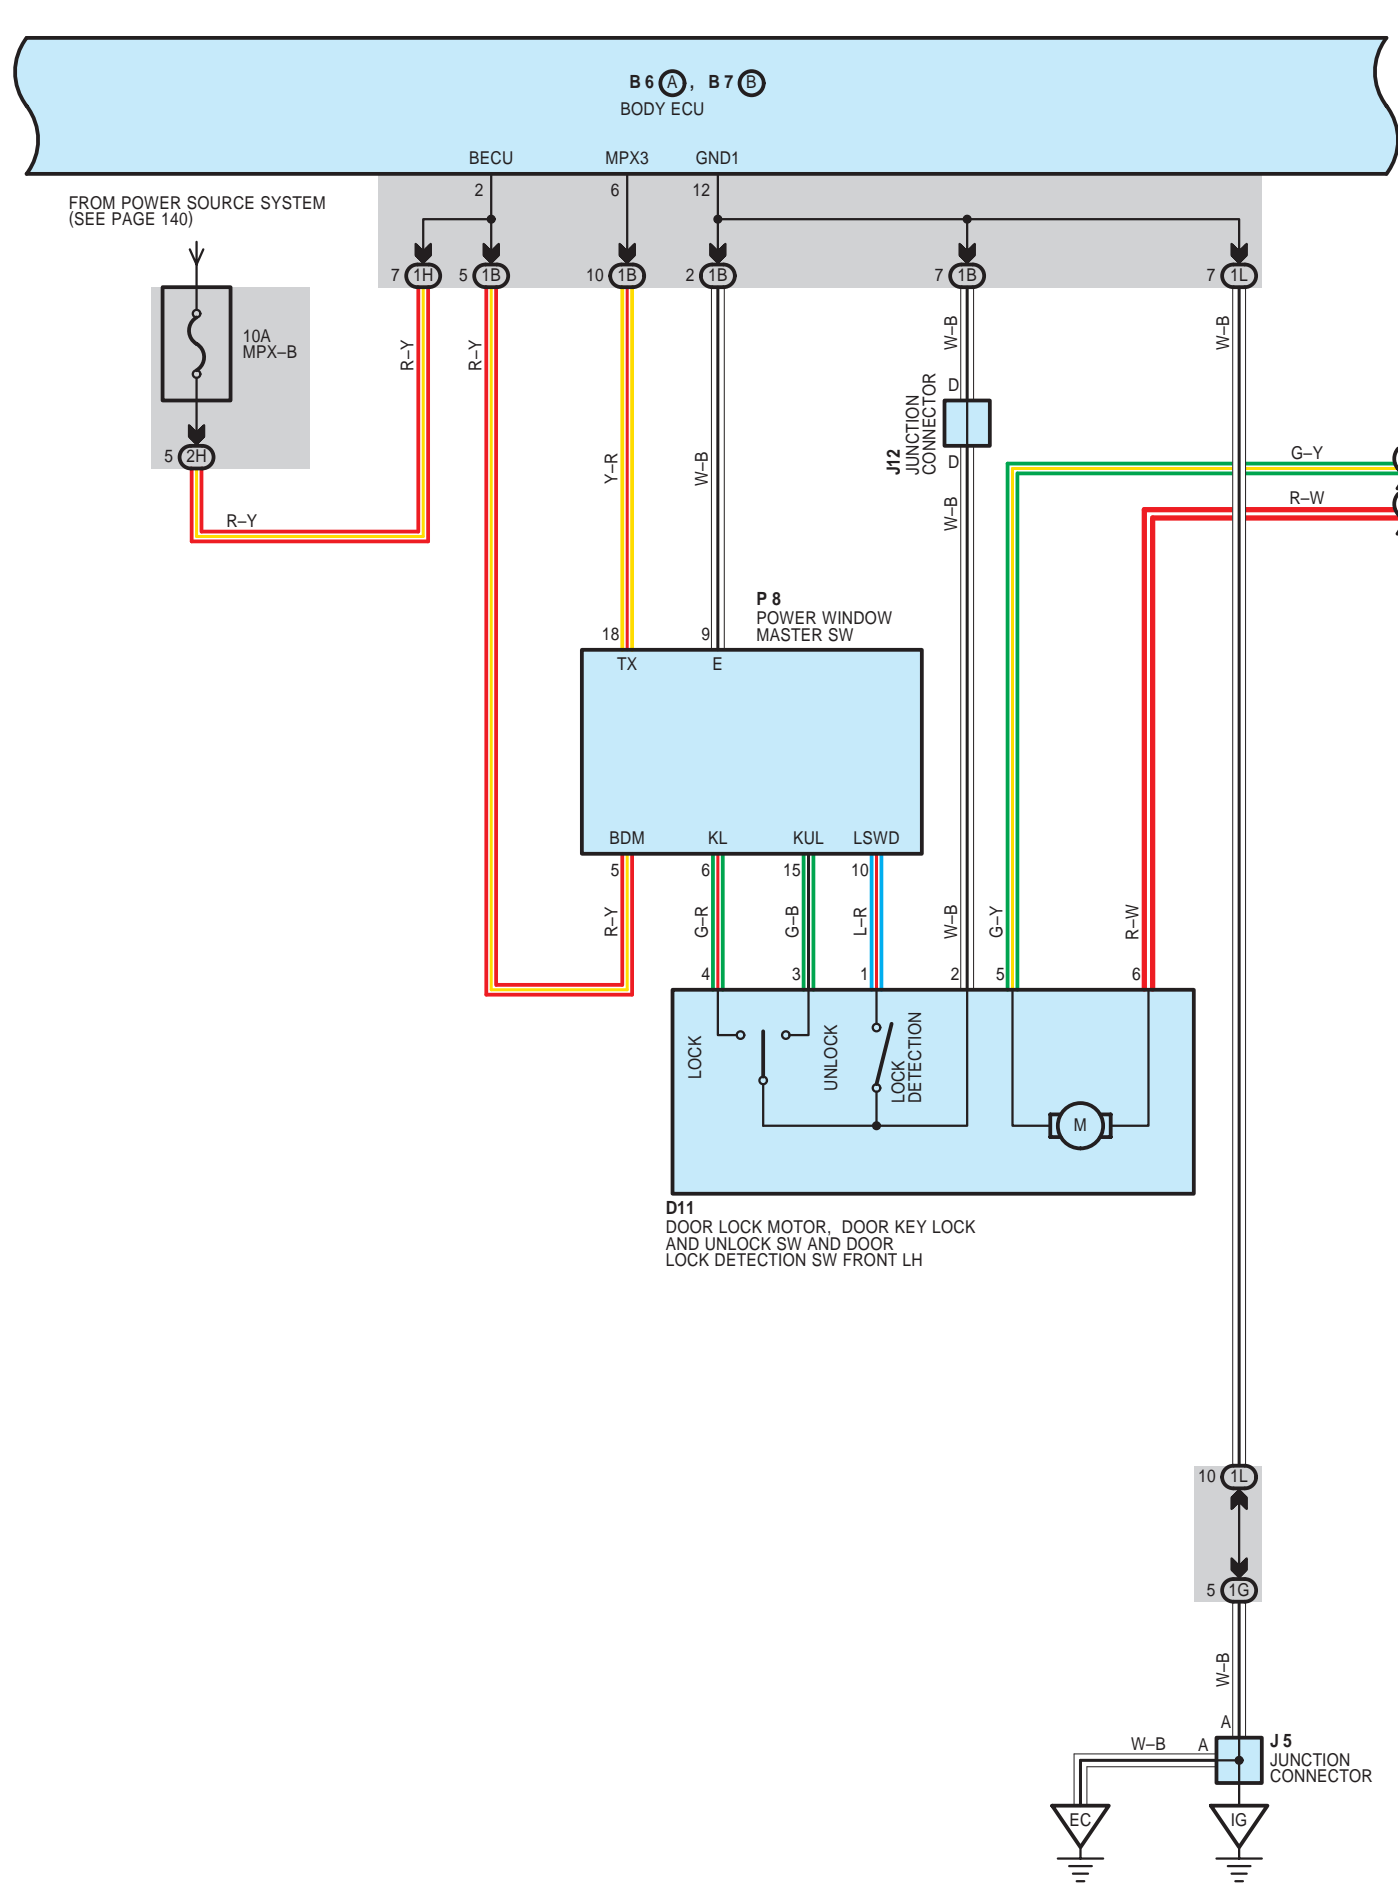 B 6 A , B 7 B
BODY ECU
BECU MPX3 GND1
2 6 12
FROM POWER SOURCE SYSTEM
(SEE PAGE 140)
7 1H 5 1B 10 1B 2 1B 7 1B 7 1L
10A
MPX–B
R–Y R–Y W–B W–B
5 2H
R–Y
Y–R W–B
D
J12
JUNCTION
CONNECTOR
D
W–B
G–Y
R–W
P 8
POWER WINDOW
MASTER SW
18 9
TX E
BDM KL KUL LSWD
5 6 15 10
R–Y G–R G–B L–R W–B G–Y R–W
4 3 1 2 5 6
LOCK UNLOCK
LOCK
DETECTION
M
D11
DOOR LOCK MOTOR, DOOR KEY LOCK
AND UNLOCK SW AND DOOR
LOCK DETECTION SW FRONT LH
10 1L
5 1G
W–B
A
W–B A
J 5
JUNCTION
CONNECTOR
EC IG